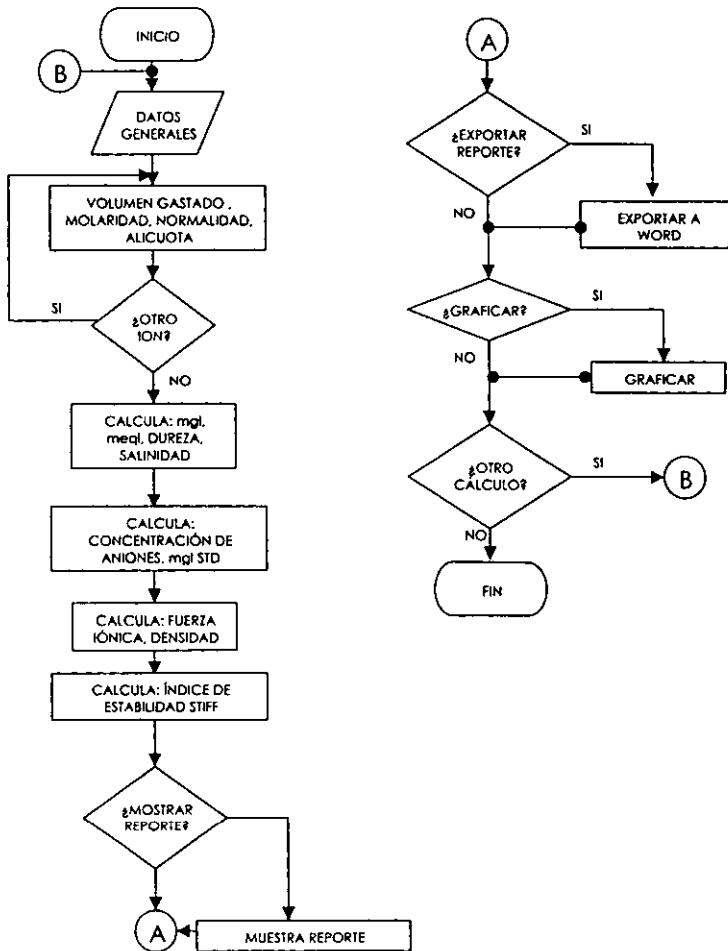 INICIO
B
DATOS
GENERALES
VOLUMEN GASTADO ,
MOLARIDAD, NORMALIDAD,
ALICUOTA
SI
¿OTRO
ION?
NO
CALCULA: mgl,
meql, DUREZA,
SALINIDAD
CALCULA:
CONCENTRACIÓN DE
ANIONES. mgl STD
CALCULA: FUERZA
IÓNICA, DENSIDAD
CALCULA: ÍNDICE DE
ESTABILIDAD STIFF
¿MOSTRAR
REPORTE?
A
MUESTRA REPORTE
A
¿EXPORTAR
REPORTE?
SI
NO
EXPORTAR A
WORD
¿GRAFICAR?
SI
NO
GRAFICAR
¿OTRO
CALCULO?
SI
B
NO
FIN